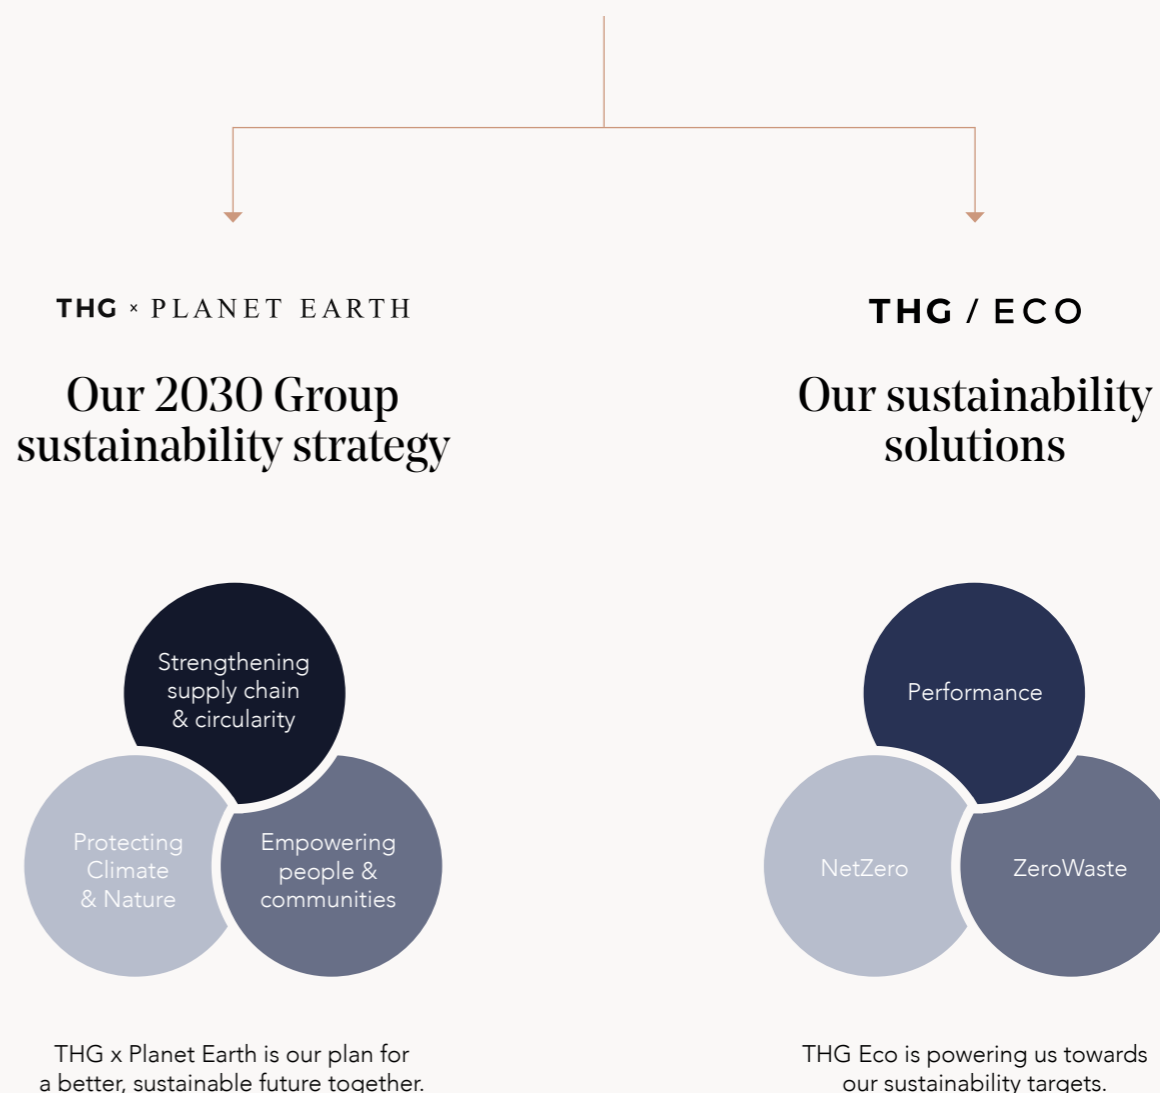 THG × PLANET EARTH
Our 2030 Group
sustainability strategy
Strengthening
supply chain
& circularity
Protecting
Climate
& Nature
Empowering
people &
communities
THG x Planet Earth is our plan for
a better, sustainable future together.
THG / ECO
Our sustainability
solutions
Performance
NetZero
ZeroWaste
THG Eco is powering us towards
our sustainability targets.